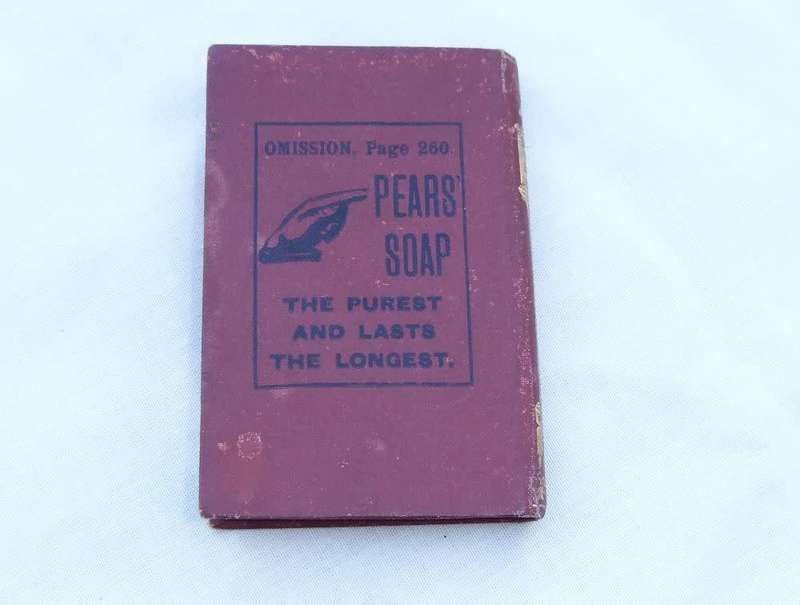 OMISSION, Page 260
PEARS'
SOAP
THE PUREST
AND LASTS
THE LONGEST.